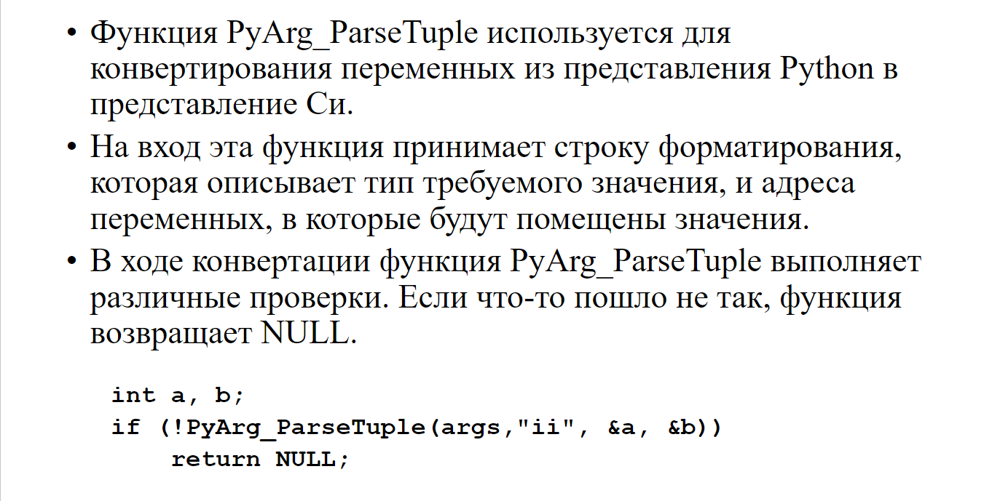 • Функция PyArg_ParseTuple используется для
конвертирования переменных из представления Python в
представление Си.
• На вход эта функция принимает строку форматирования,
которая описывает тип требуемого значения, и адреса
переменных, в которые будут помещены значения.
• В ходе конвертации функция PyArg_ParseTuple выполняет
различные проверки. Если что-то пошло не так, функция
возвращает NULL.
int a, b;
if (!PyArg_ParseTuple(args,"ii", &a, &b))
    return NULL;